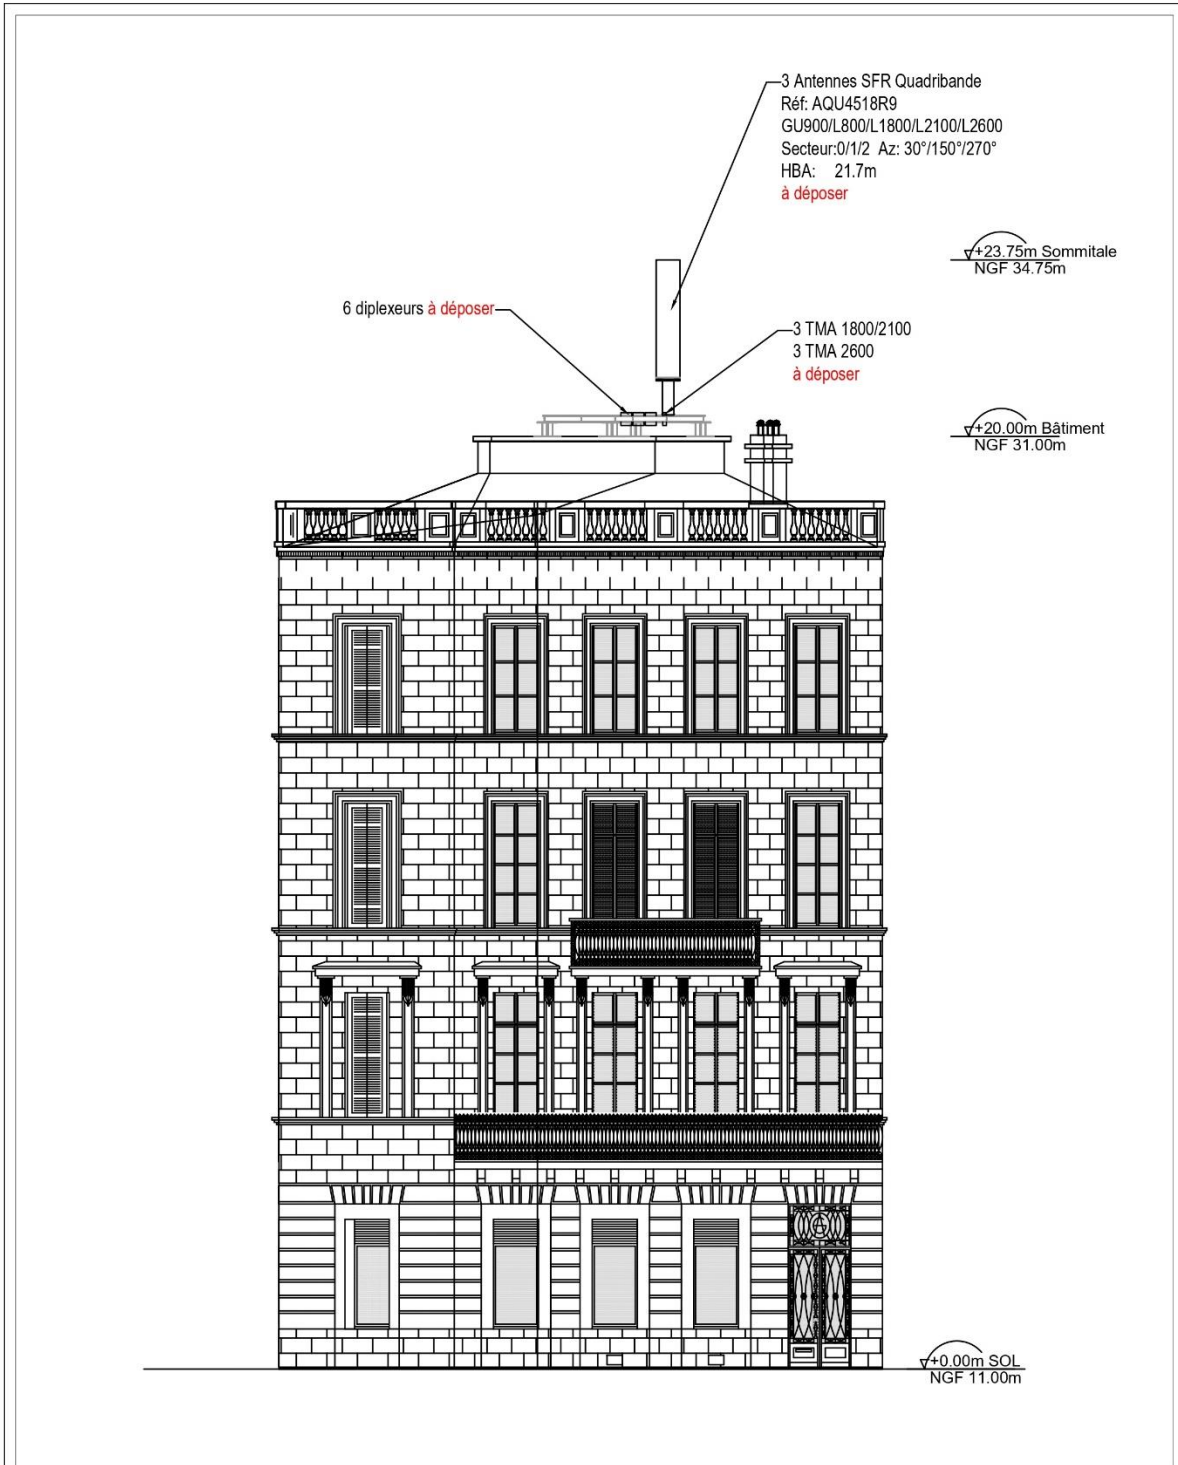 3 Antennes SFR Quadribande
Réf: AQU4518R9
GU900/L800/L1800/L2100/L2600
Secteur:0/1/2 Az: 30°/150°/270°
HBA: 21.7m
à déposer
+23.75m Sommitale
NGF 34.75m
6 diplexeurs à déposer
3 TMA 1800/2100
3 TMA 2600
à déposer
+20.00m Bâtiment
NGF 31.00m
+0.00m SOL
NGF 11.00m